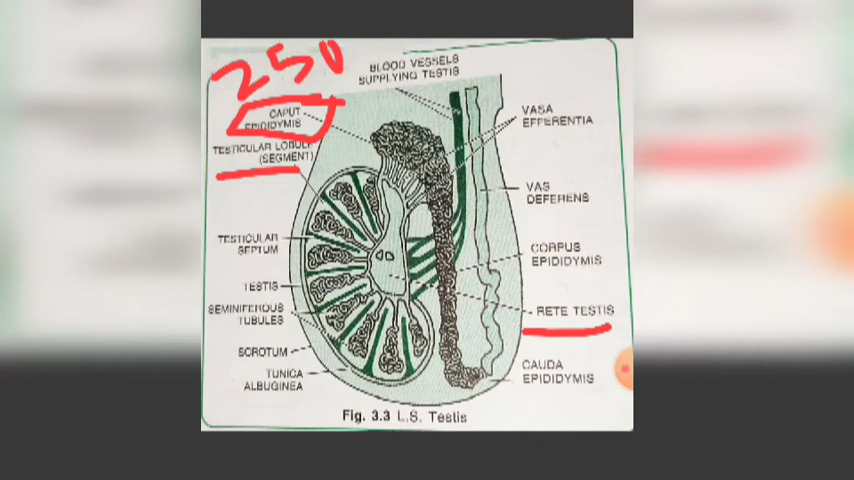 250
BLOOD VESSELS
SUPPLYING TESTIS
CAPUT
EPIDIDYMIS
TESTICULAR LOBULE
(SEGMENT)
VASA
EFFERENTIA
VAS
DEFERENS
TESTICULAR
SEPTUM
CORPUS
EPIDIDYMIS
TESTIS
SEMINIFEROUS
TUBULES
RETE TESTIS
SCROTUM
TUNICA
ALBUGINEA
CAUDA
EPIDIDYMIS
Fig. 3.3 L.S. Testis